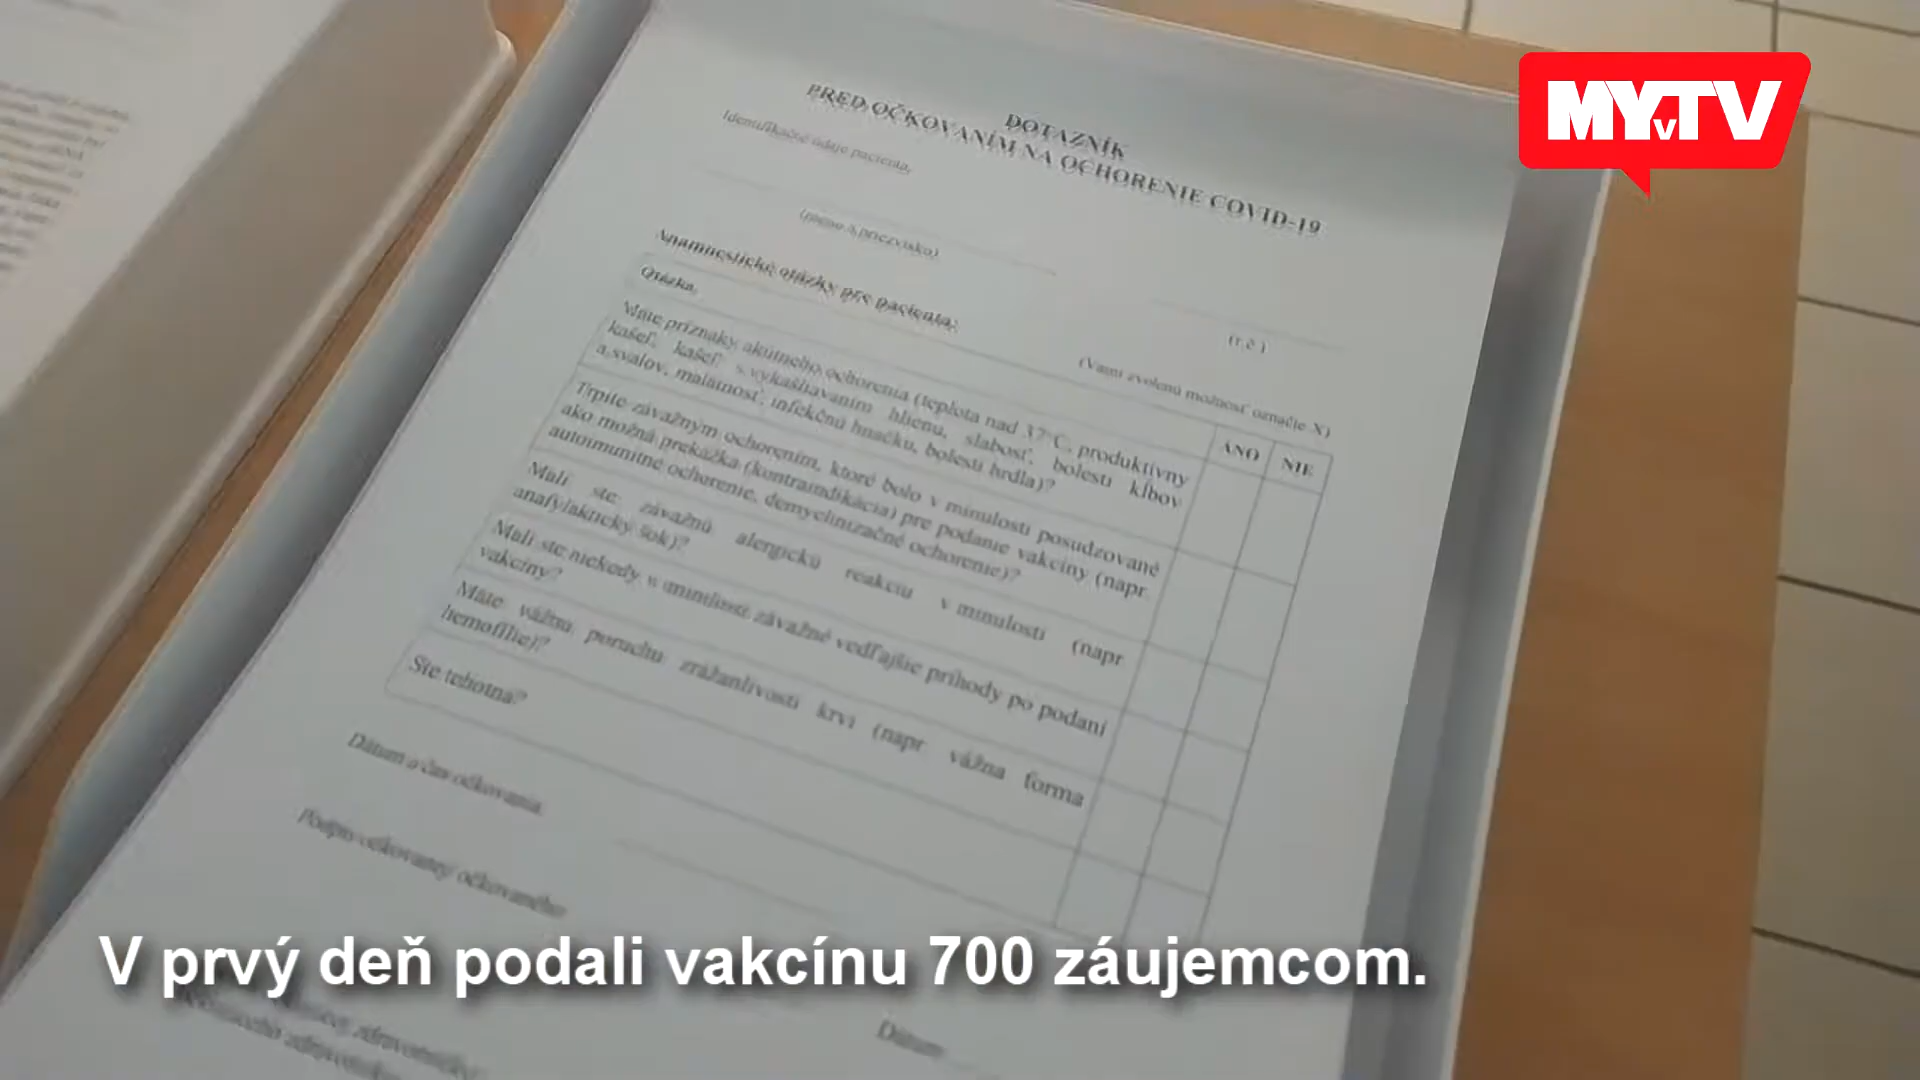 MYvTV
DOTAZNÍK
PRED OČKOVANÍM NA OCHORENIE COVID-19
Identifikačné údaje pacienta:
(meno a priezvisko)
(r.č.)
Anamnestické otázky pre pacienta:
(Vami zvolenú možnosť označte X)
Otázka
ÁNO NIE
Máte príznaky akútneho ochorenia (teplota nad 37°C, produktívny
kašeľ, kašeľ s vykašliavaním hlienu, slabosť, bolesti kĺbov
a svalov, malátnosť, infekčnú hnačku, bolesti hrdla)?
Trpíte závažným ochorením, ktoré bolo v minulosti posudzované
ako možná prekážka (kontraindikácia) pre podanie vakcíny (napr.
autoimunitné ochorenie, demyelinizačné ochorenie)?
Mali ste závažnú alergickú reakciu v minulosti (napr.
anafylaktický šok)?
Mali ste niekedy v minulosti závažné vedľajšie príhody po podaní
vakcíny?
Máte vážnu poruchu zrážanlivosti krvi (napr. vážna forma
hemofílie)?
Ste tehotná?
Dátum a čas očkovania
Podpis očkovaného
V prvý deň podali vakcínu 700 záujemcom.
Dátum